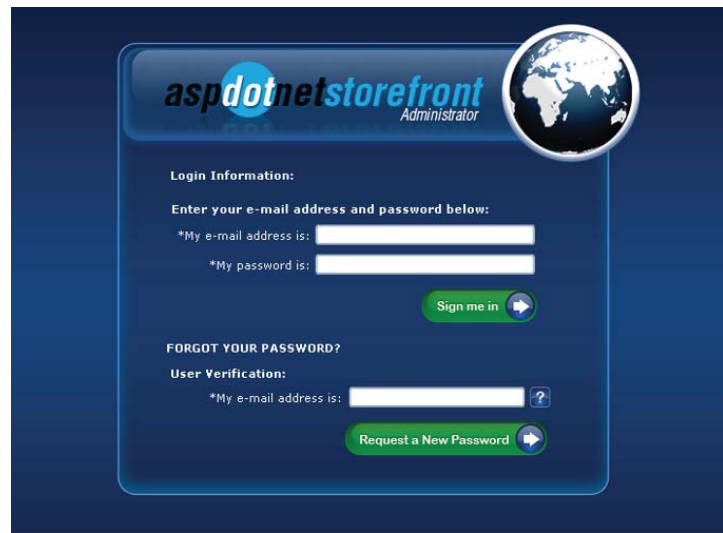 aspdotnetstorefront
Administrator
Login Information:
Enter your e-mail address and password below:
*My e-mail address is:
*My password is:
Sign me in
FORGOT YOUR PASSWORD?
User Verification:
*My e-mail address is:
?
Request a New Password